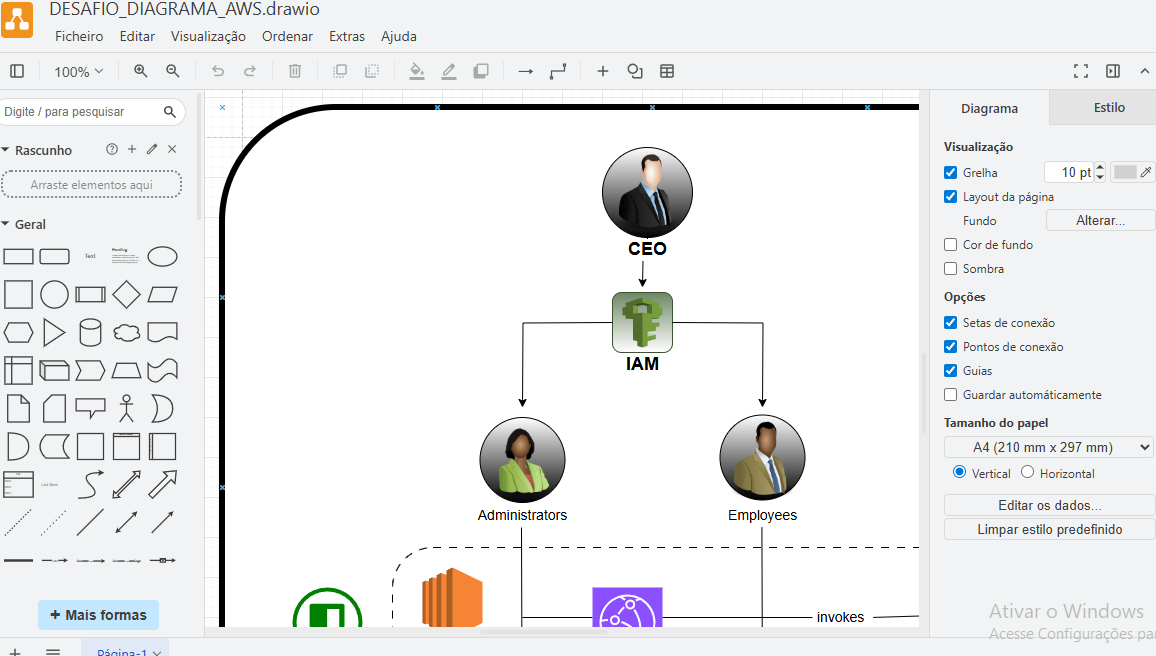 DESAFIO_DIAGRAMA_AWS.drawio
Ficheiro Editar Visualização Ordenar Extras Ajuda
100%
Digite / para pesquisar
Rascunho
Arraste elementos aqui
Geral
Text
Heading
+ Mais formas
Página-1
CEO
IAM
Administrators
Employees
invokes
Diagrama Estilo
Visualização
Grelha 10 pt
Layout da página
Fundo Alterar...
Cor de fundo
Sombra
Opções
Setas de conexão
Pontos de conexão
Guias
Guardar automáticamente
Tamanho do papel
A4 (210 mm x 297 mm)
Vertical Horizontal
Editar os dados...
Limpar estilo predefinido
Ativar o Windows
Acesse Configurações pa